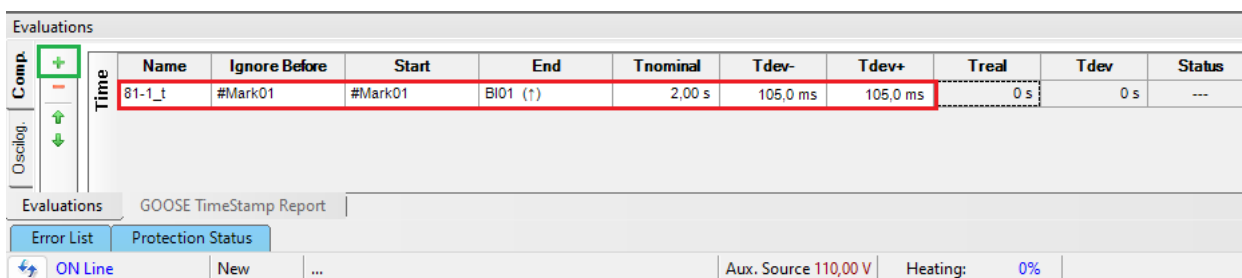 Evaluations
Comp.
Oscilog.
Time
Name Ignore Before Start End Tnominal Tdev- Tdev+ Treal Tdev Status
81-1_t #Mark01 #Mark01 BI01 (↑) 2,00 s 105,0 ms 105,0 ms 0 s 0 s ---
Evaluations GOOSE TimeStamp Report
Error List Protection Status
ON Line New ... Aux. Source 110,00 V Heating: 0%